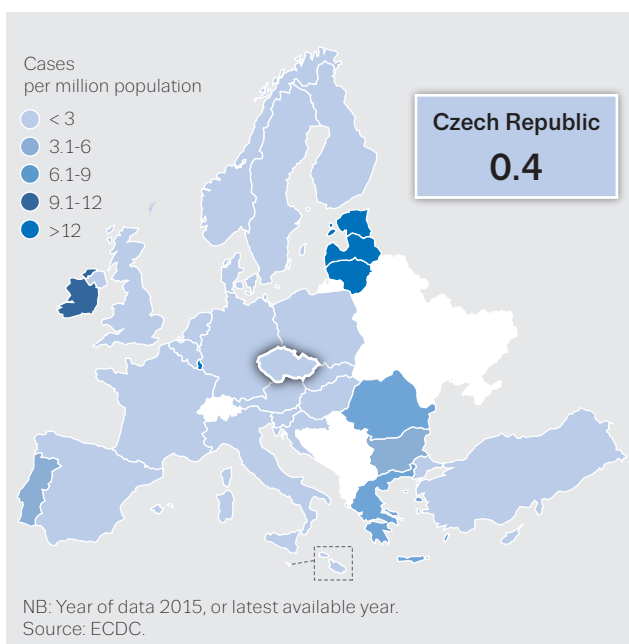 Cases
per million population
< 3
3.1-6
6.1-9
9.1-12
>12
Czech Republic
0.4
NB: Year of data 2015, or latest available year.
Source: ECDC.